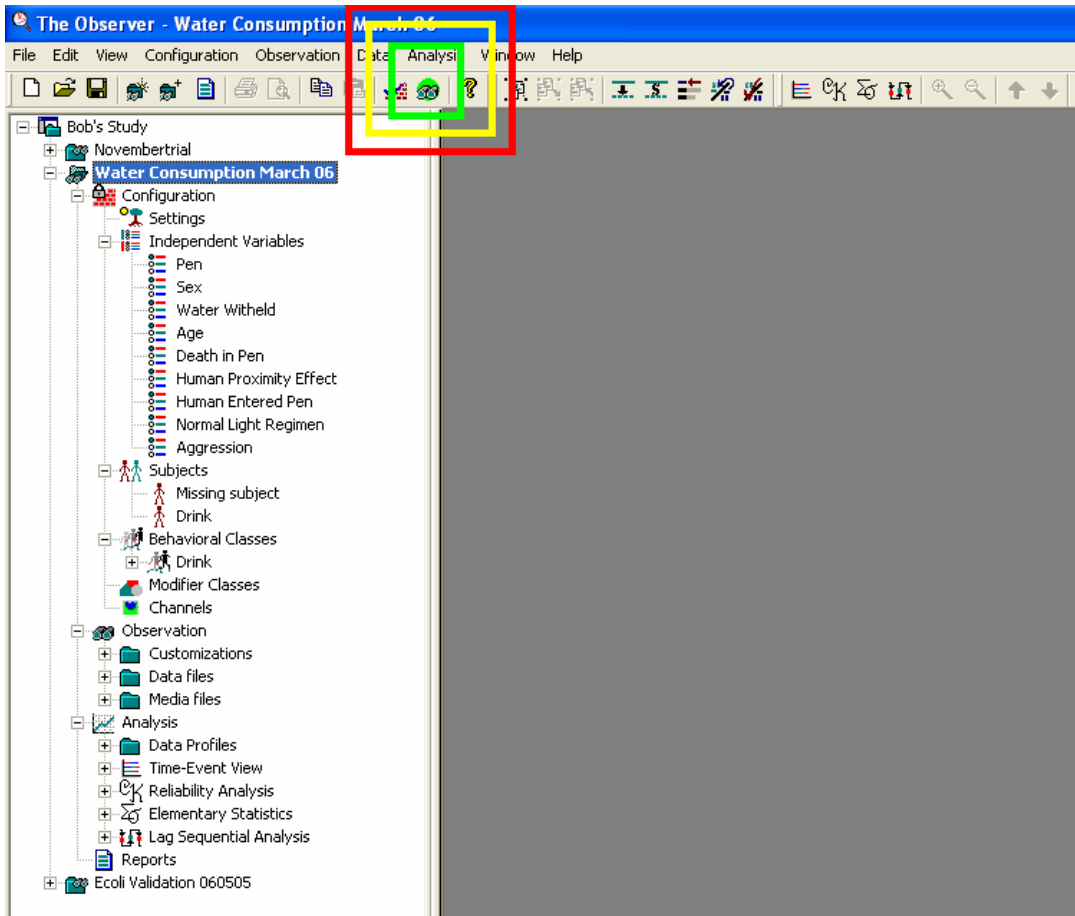 The Observer - Water Consumption March 06
File Edit View Configuration Observation Data Analysis Window Help
Bob's Study
Novembertrial
Water Consumption March 06
Configuration
Settings
Independent Variables
Pen
Sex
Water Witheld
Age
Death in Pen
Human Proximity Effect
Human Entered Pen
Normal Light Regimen
Aggression
Subjects
Missing subject
Drink
Behavioral Classes
Drink
Modifier Classes
Channels
Observation
Customizations
Data files
Media files
Analysis
Data Profiles
Time-Event View
Reliability Analysis
Elementary Statistics
Lag Sequential Analysis
Reports
Ecoli Validation 060505